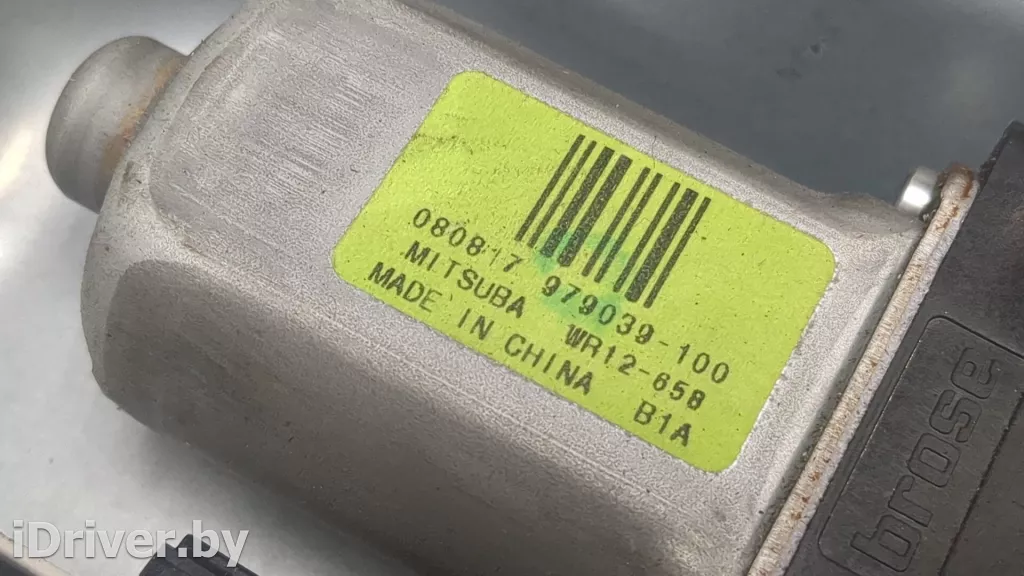 080817 979039-100
MITSUBA WR12-658
MADE IN CHINA B1A
brose
iDriver.by